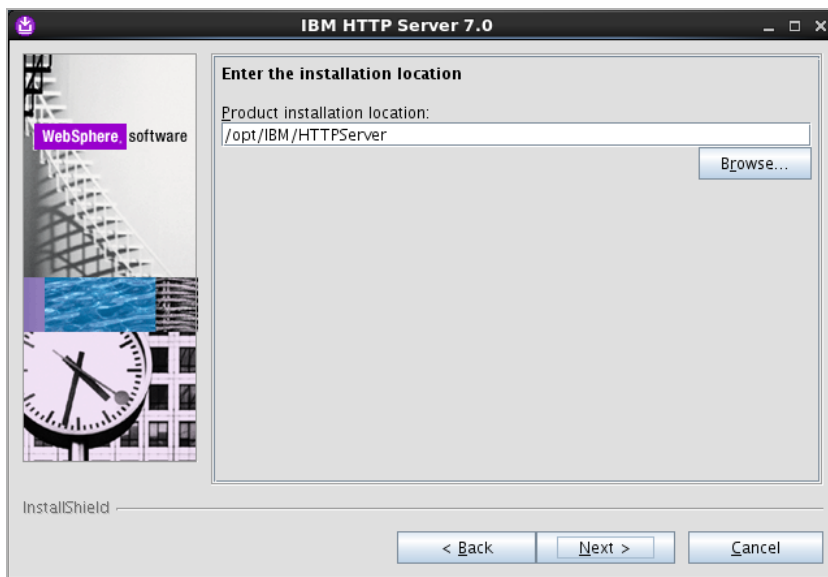 IBM HTTP Server 7.0
WebSphere. software
Enter the installation location
Product installation location:
/opt/IBM/HTTPServer
Browse...
InstallShield
< Back
Next >
Cancel